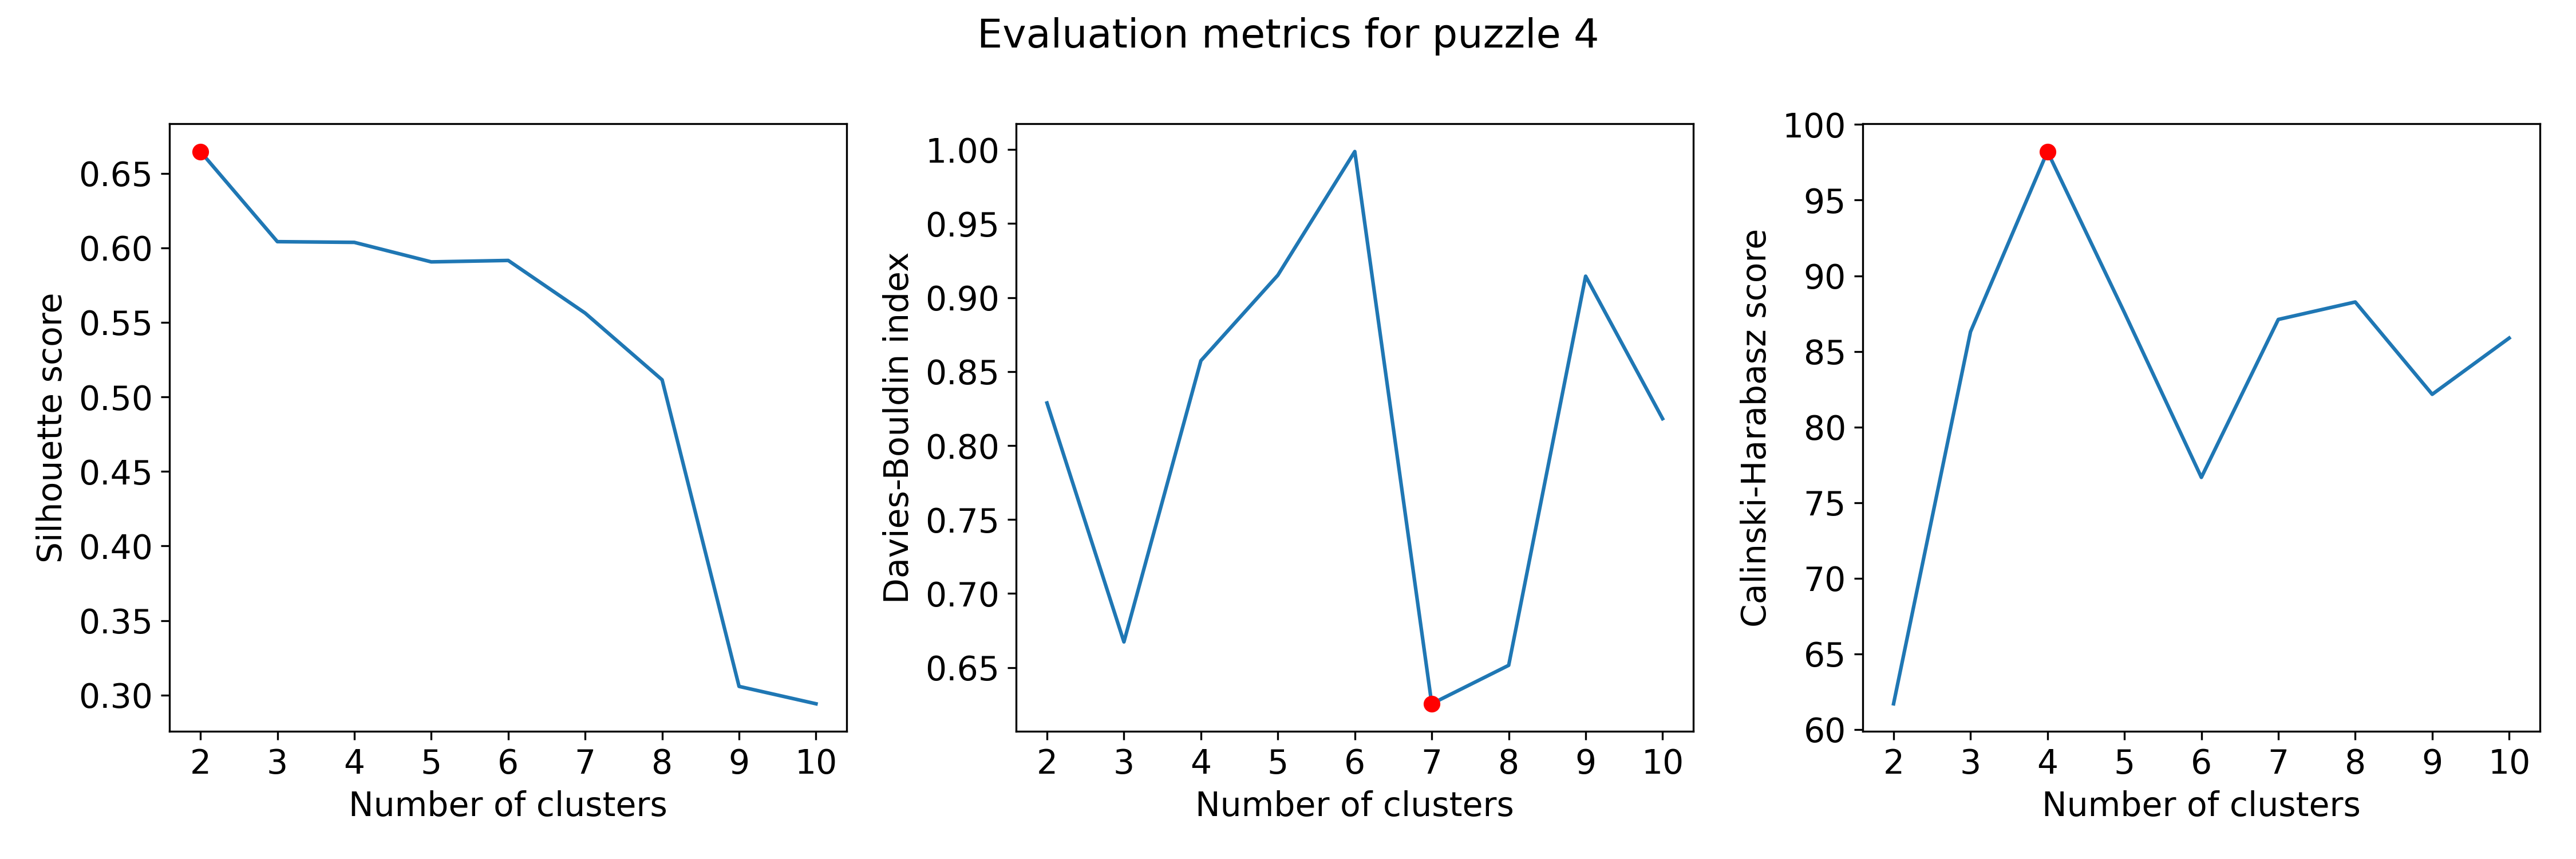 Evaluation metrics for puzzle 4
Silhouette score
0.65
0.60
0.55
0.50
0.45
0.40
0.35
0.30
2 3 4 5 6 7 8 9 10
Number of clusters
Davies-Bouldin index
1.00
0.95
0.90
0.85
0.80
0.75
0.70
0.65
2 3 4 5 6 7 8 9 10
Number of clusters
Calinski-Harabasz score
100
95
90
85
80
75
70
65
60
2 3 4 5 6 7 8 9 10
Number of clusters